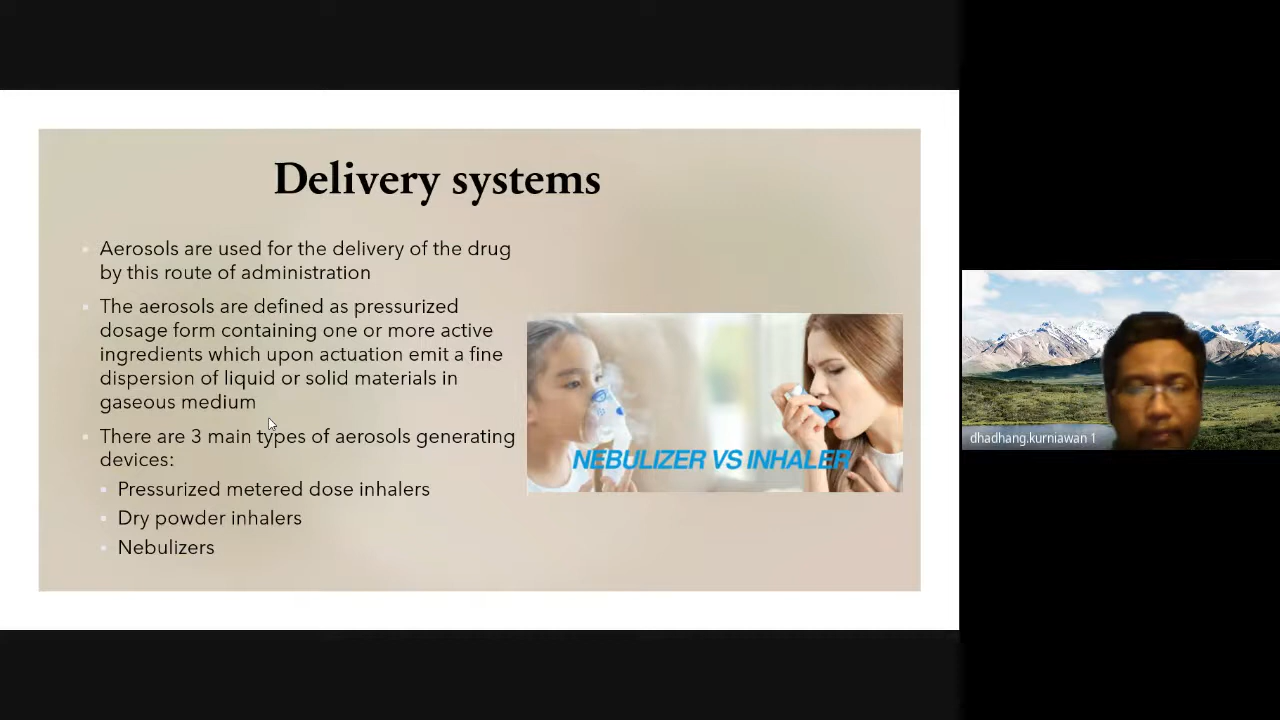 Delivery systems
Aerosols are used for the delivery of the drug
by this route of administration
The aerosols are defined as pressurized
dosage form containing one or more active
ingredients which upon actuation emit a fine
dispersion of liquid or solid materials in
gaseous medium
There are 3 main types of aerosols generating
devices:
Pressurized metered dose inhalers
Dry powder inhalers
Nebulizers
NEBULIZER VS INHALER
dhadhang.kurniawan 1